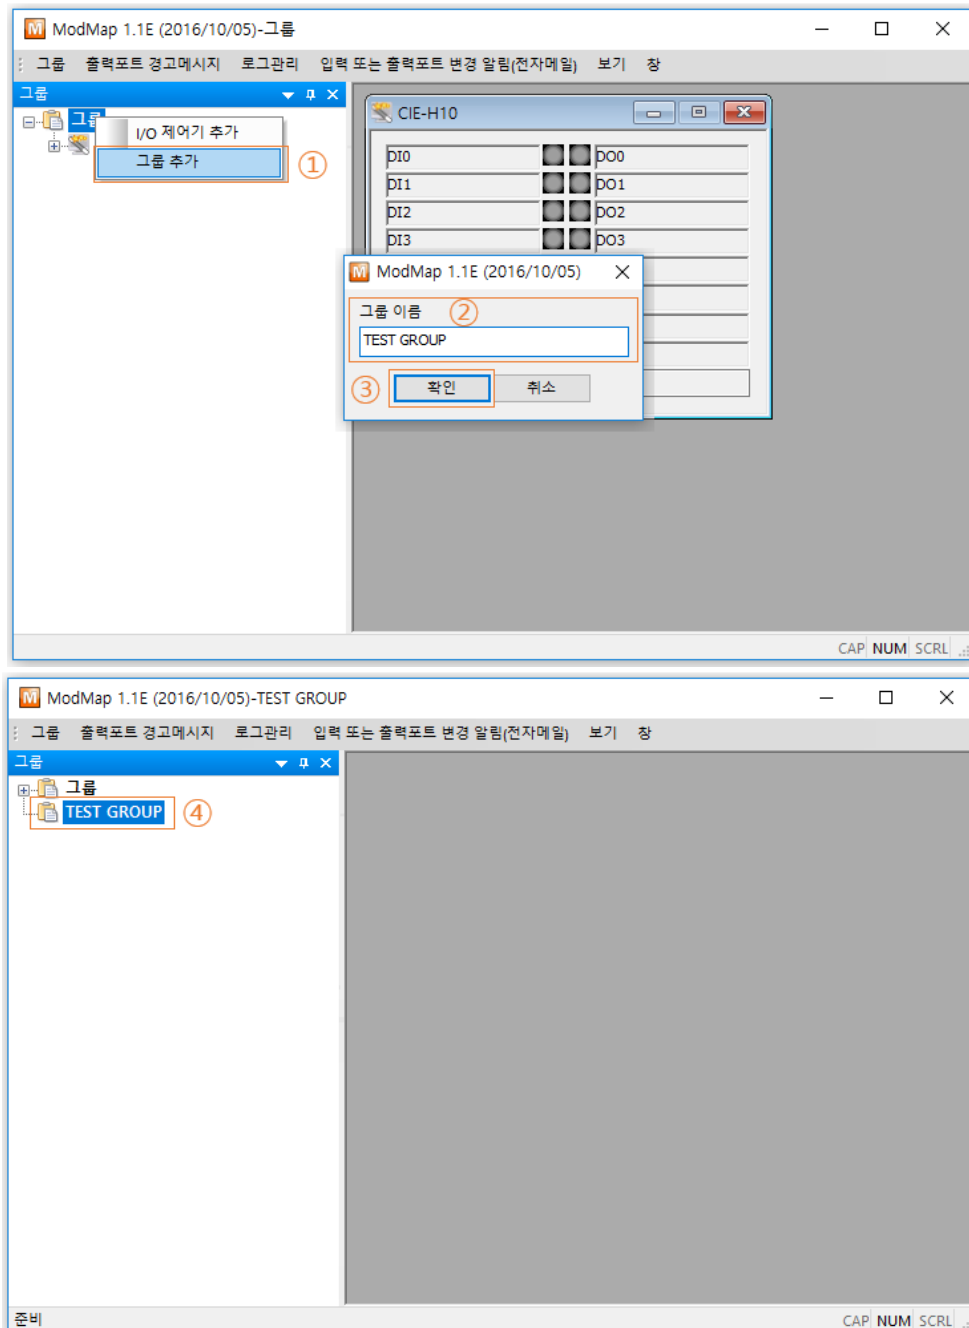 ModMap 1.1E (2016/10/05)-그룹
그룹 출력포트 경고메시지 로그관리 입력 또는 출력포트 변경 알림(전자메일) 보기 창
그룹
그룹
I/O 제어기 추가
그룹 추가
①
CIE-H10
DI0 DO0
DI1 DO1
DI2 DO2
DI3 DO3
ModMap 1.1E (2016/10/05)
그룹 이름 ②
TEST GROUP
③ 확인 취소
CAP NUM SCRL
ModMap 1.1E (2016/10/05)-TEST GROUP
그룹 출력포트 경고메시지 로그관리 입력 또는 출력포트 변경 알림(전자메일) 보기 창
그룹
그룹
TEST GROUP ④
준비
CAP NUM SCRL